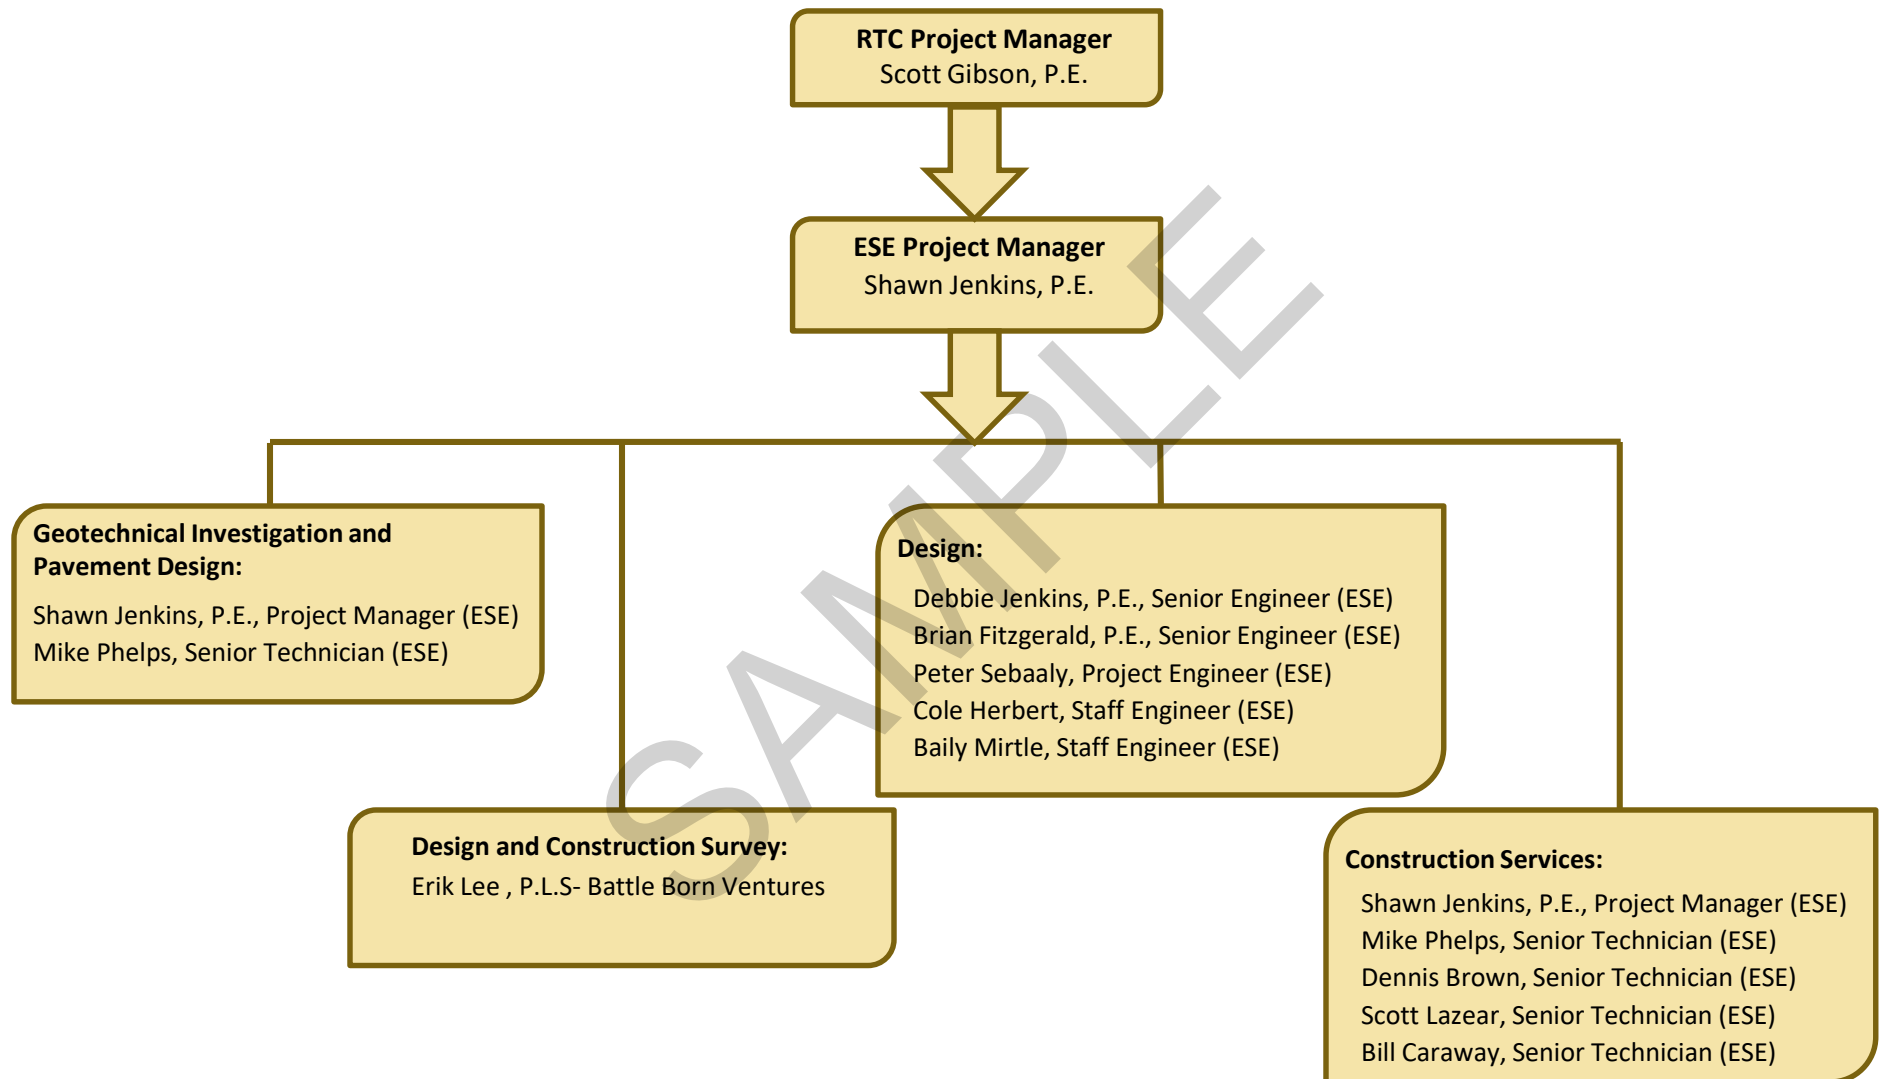 RTC Project Manager
Scott Gibson, P.E.
ESE Project Manager
Shawn Jenkins, P.E.
Geotechnical Investigation and
Pavement Design:
Shawn Jenkins, P.E., Project Manager (ESE)
Mike Phelps, Senior Technician (ESE)
Design:
Debbie Jenkins, P.E., Senior Engineer (ESE)
Brian Fitzgerald, P.E., Senior Engineer (ESE)
Peter Sebaaly, Project Engineer (ESE)
Cole Herbert, Staff Engineer (ESE)
Baily Mirtle, Staff Engineer (ESE)
Design and Construction Survey:
Erik Lee , P.L.S- Battle Born Ventures
Construction Services:
Shawn Jenkins, P.E., Project Manager (ESE)
Mike Phelps, Senior Technician (ESE)
Dennis Brown, Senior Technician (ESE)
Scott Lazear, Senior Technician (ESE)
Bill Caraway, Senior Technician (ESE)
SAMPLE